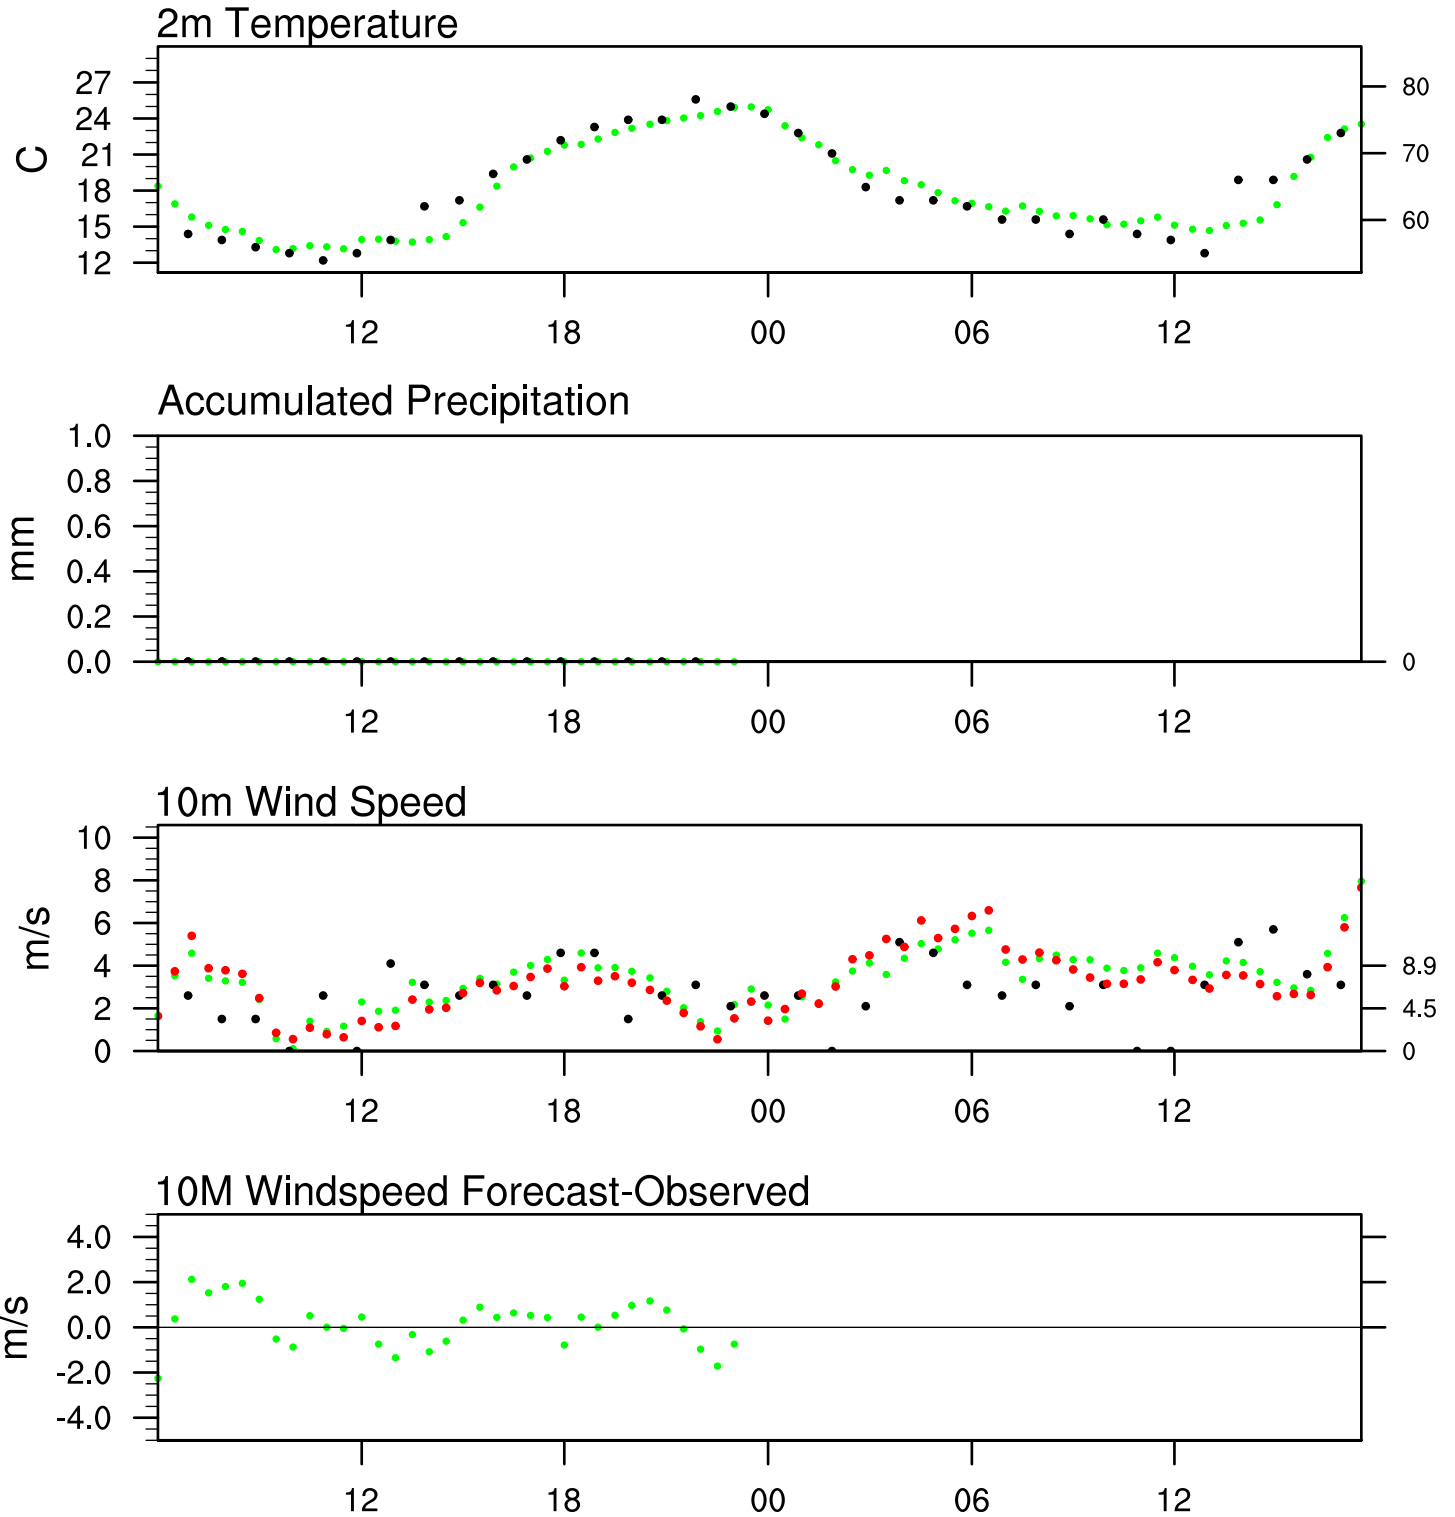 2m Temperature
27
24
21
18
15
12
C
80
70
60
12 18 00 06 12
Accumulated Precipitation
1.0
0.8
0.6
0.4
0.2
0.0
mm
0
12 18 00 06 12
10m Wind Speed
10
8
6
4
2
0
m/s
8.9
4.5
0
12 18 00 06 12
10M Windspeed Forecast-Observed
4.0
2.0
0.0
-2.0
-4.0
m/s
12 18 00 06 12